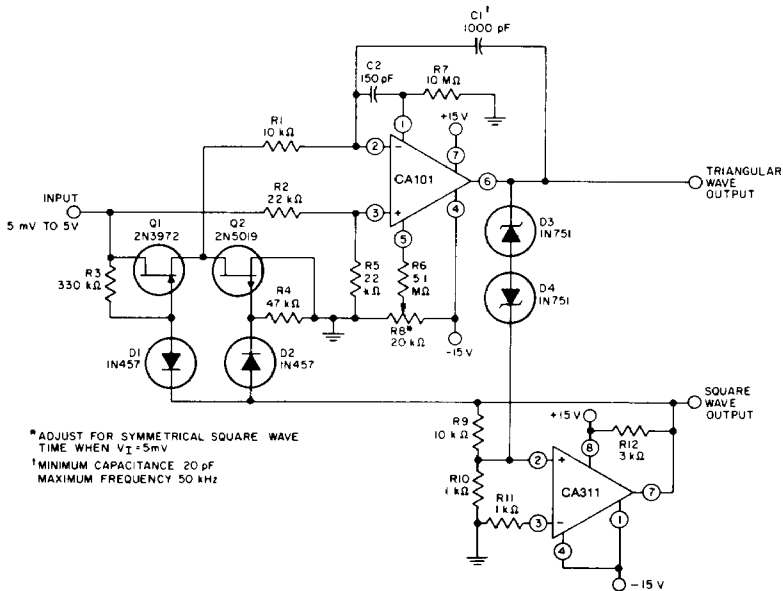 C1†
1000 pF
C2
150 pF
R7
10 MΩ
+15 V
R1
10 kΩ
1
2
−
7
CA101
6
TRIANGULAR
WAVE
OUTPUT
INPUT
5 mV TO 5V
R2
22 kΩ
3
+
4
5
Q1
2N3972
Q2
2N5019
D3
1N751
R3
330 kΩ
R4
47 kΩ
R5
22
kΩ
R6
51
MΩ
D4
1N751
R8*
20 kΩ
−15 V
D1
1N457
D2
1N457
SQUARE
WAVE
OUTPUT
+15 V
R9
10 kΩ
8
R12
3 kΩ
2
+
CA311
7
R10
1 kΩ
R11
1 kΩ
3
−
1
4
−15 V
* ADJUST FOR SYMMETRICAL SQUARE WAVE
TIME WHEN VI = 5mV
† MINIMUM CAPACITANCE 20 pF
MAXIMUM FREQUENCY 50 kHz